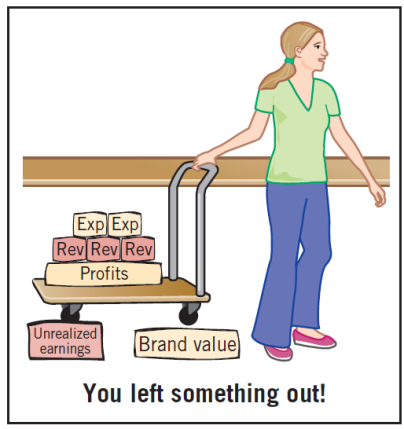 Exp Exp
Rev Rev Rev
Profits
Unrealized
earnings
Brand value
You left something out!